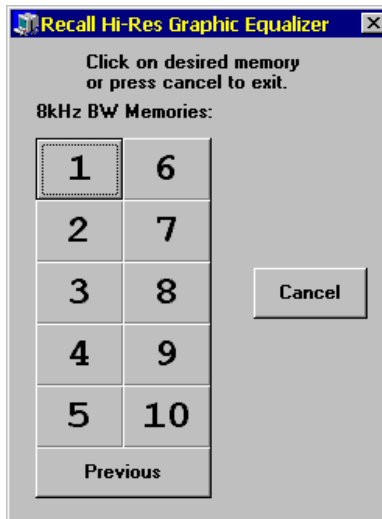 Recall Hi-Res Graphic Equalizer
Click on desired memory
or press cancel to exit.
8kHz BW Memories:
1 6
2 7
3 8
Cancel
4 9
5 10
Previous